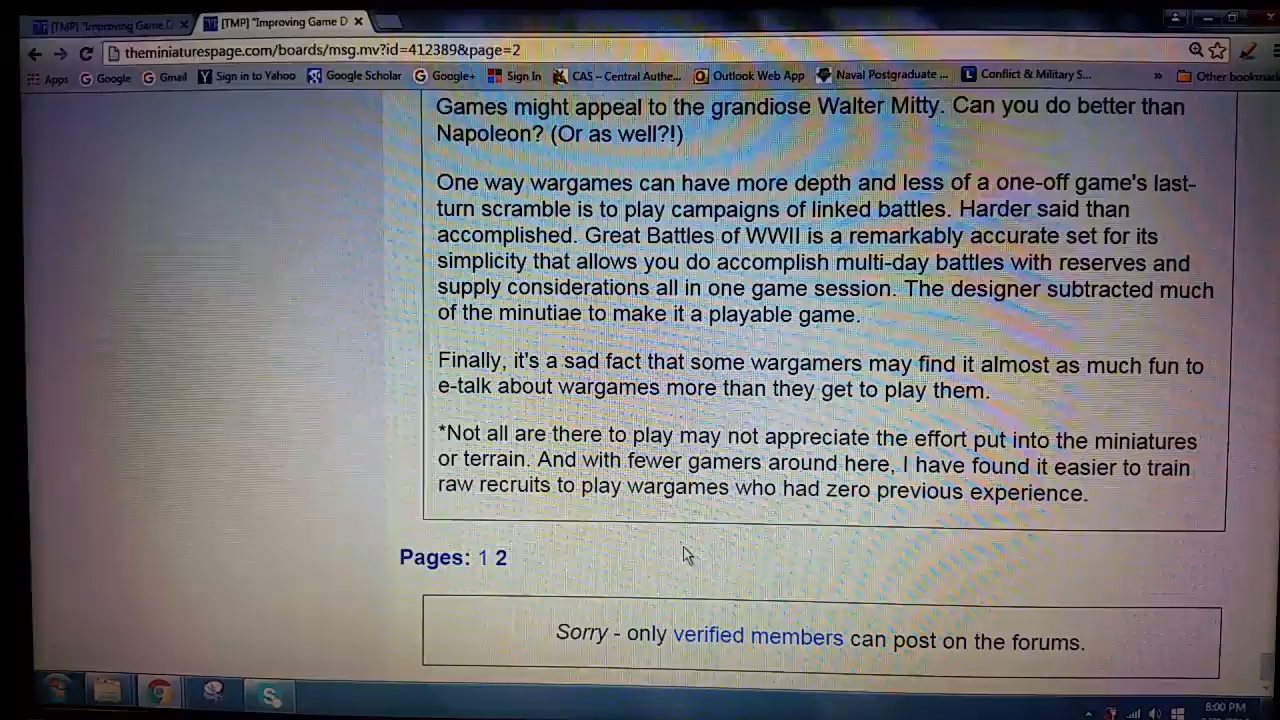 [TMP] "Improving Game D
[TMP] "Improving Game D
theminiaturespage.com/boards/msg.mv?id=412389&page=2
Apps Google Gmail Sign in to Yahoo Google Scholar Google+ Sign In CAS – Central Authe... Outlook Web App Naval Postgraduate ... Conflict & Military S... » Other bookmar
Games might appeal to the grandiose Walter Mitty. Can you do better than
Napoleon? (Or as well?!)
One way wargames can have more depth and less of a one-off game's last-
turn scramble is to play campaigns of linked battles. Harder said than
accomplished. Great Battles of WWII is a remarkably accurate set for its
simplicity that allows you do accomplish multi-day battles with reserves and
supply considerations all in one game session. The designer subtracted much
of the minutiae to make it a playable game.
Finally, it's a sad fact that some wargamers may find it almost as much fun to
e-talk about wargames more than they get to play them.
*Not all are there to play may not appreciate the effort put into the miniatures
or terrain. And with fewer gamers around here, I have found it easier to train
raw recruits to play wargames who had zero previous experience.
Pages: 1 2
Sorry - only verified members can post on the forums.
8:00 PM